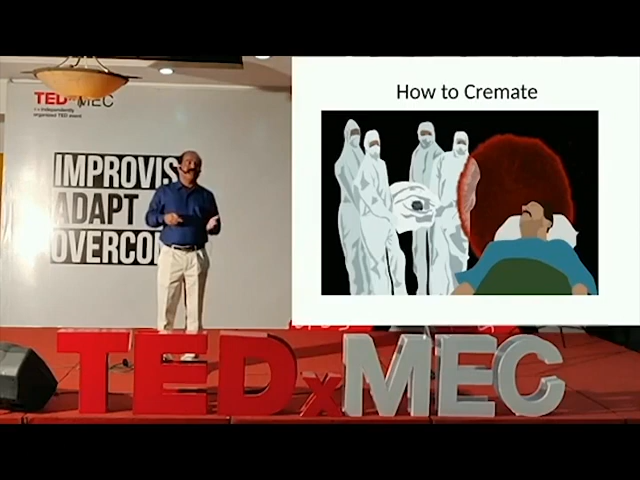 TEDxMEC
x = independently
organized TED event
IMPROVIS
ADAPT
OVERCO
How to Cremate
TEDxMEC